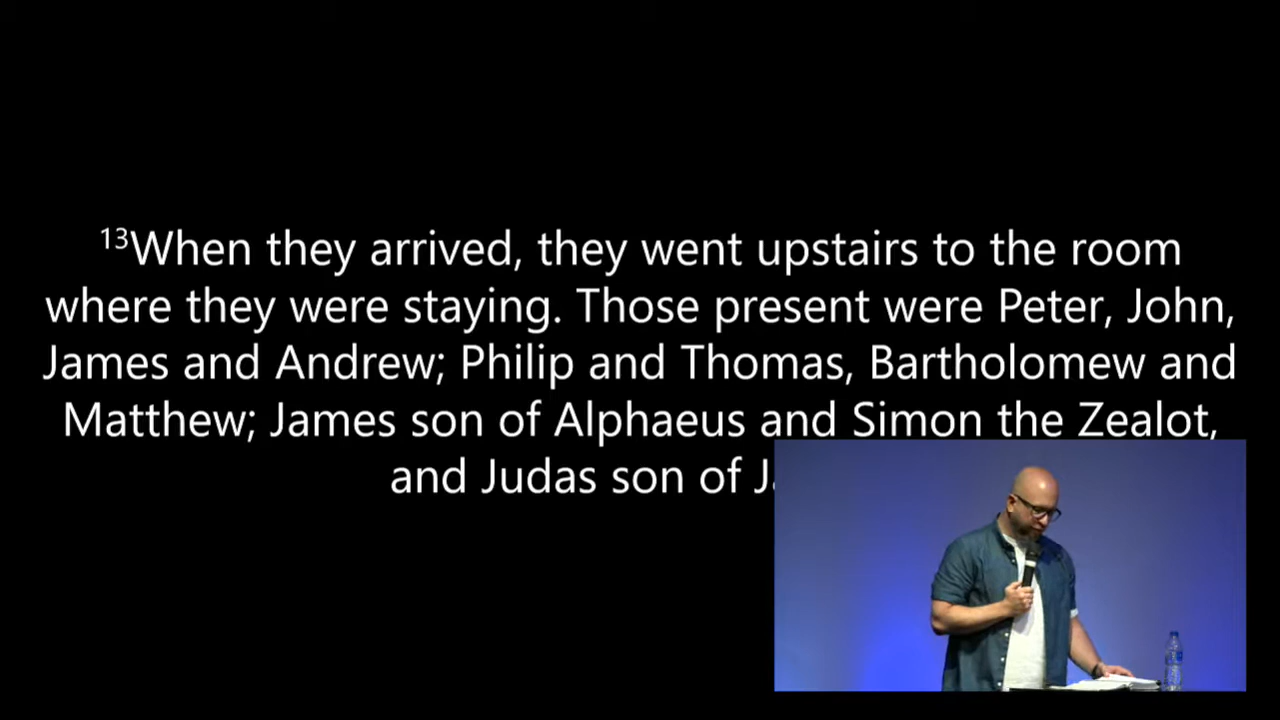 ¹³When they arrived, they went upstairs to the room
where they were staying. Those present were Peter, John,
James and Andrew; Philip and Thomas, Bartholomew and
Matthew; James son of Alphaeus and Simon the Zealot,
and Judas son of